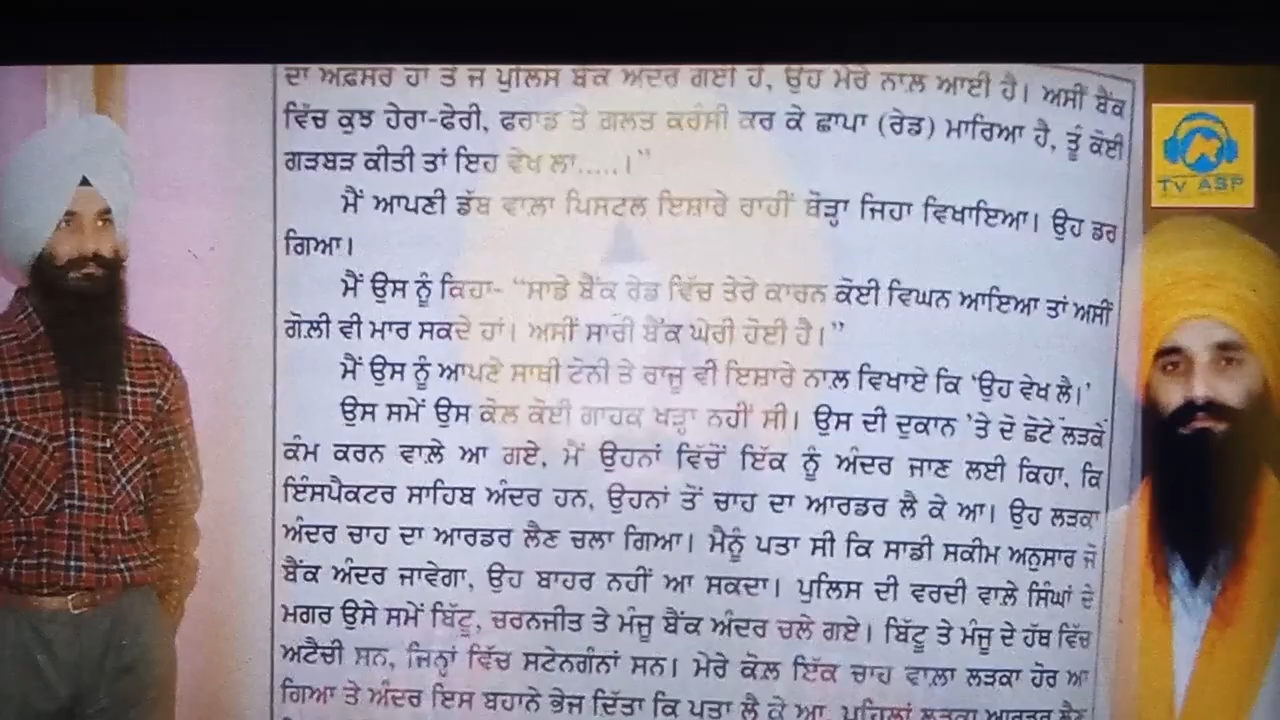 ਦਾ ਅਫ਼ਸਰ ਹਾਂ ਤੇ ਜੋ ਪੁਲਿਸ ਬੈਂਕ ਅੰਦਰ ਗਈ ਹੈ, ਉਹ ਮੇਰੇ ਨਾਲ਼ ਆਈ ਹੈ। ਅਸੀਂ ਬੈਂਕ
ਵਿੱਚ ਕੁਝ ਹੇਰਾ-ਫੇਰੀ, ਫਰਾਡ ਤੇ ਗਲਤ ਕਰੰਸੀ ਕਰ ਕੇ ਛਾਪਾ (ਰੇਡ) ਮਾਰਿਆ ਹੈ, ਤੂੰ ਕੋਈ
ਗੜਬੜ ਕੀਤੀ ਤਾਂ ਇਹ ਵੇਖ ਲਾ.....।”
ਮੈਂ ਆਪਣੀ ਡੱਬ ਵਾਲ਼ਾ ਪਿਸਟਲ ਇਸ਼ਾਰੇ ਰਾਹੀਂ ਥੋੜ੍ਹਾ ਜਿਹਾ ਵਿਖਾਇਆ। ਉਹ ਡਰ
ਗਿਆ।
ਮੈਂ ਉਸ ਨੂੰ ਕਿਹਾ- “ਸਾਡੇ ਬੈਂਕ ਰੇਡ ਵਿੱਚ ਤੇਰੇ ਕਾਰਨ ਕੋਈ ਵਿਘਨ ਆਇਆ ਤਾਂ ਅਸੀਂ
ਗੋਲ਼ੀ ਵੀ ਮਾਰ ਸਕਦੇ ਹਾਂ। ਅਸੀਂ ਸਾਰੀ ਬੈਂਕ ਘੇਰੀ ਹੋਈ ਹੈ।”
ਮੈਂ ਉਸ ਨੂੰ ਆਪਣੇ ਸਾਥੀ ਟੋਨੀ ਤੇ ਰਾਜੂ ਵੀ ਇਸ਼ਾਰੇ ਨਾਲ਼ ਵਿਖਾਏ ਕਿ ‘ਉਹ ਵੇਖ ਲੈ।’
ਉਸ ਸਮੇਂ ਉਸ ਕੋਲ਼ ਕੋਈ ਗਾਹਕ ਖੜ੍ਹਾ ਨਹੀਂ ਸੀ। ਉਸ ਦੀ ਦੁਕਾਨ ’ਤੇ ਦੋ ਛੋਟੇ ਲੜਕੇ
ਕੰਮ ਕਰਨ ਵਾਲ਼ੇ ਆ ਗਏ, ਮੈਂ ਉਹਨਾਂ ਵਿੱਚੋਂ ਇੱਕ ਨੂੰ ਅੰਦਰ ਜਾਣ ਲਈ ਕਿਹਾ, ਕਿ
ਇੰਸਪੈਕਟਰ ਸਾਹਿਬ ਅੰਦਰ ਹਨ, ਉਹਨਾਂ ਤੋਂ ਚਾਹ ਦਾ ਆਰਡਰ ਲੈ ਕੇ ਆ। ਉਹ ਲੜਕਾ
ਅੰਦਰ ਚਾਹ ਦਾ ਆਰਡਰ ਲੈਣ ਚਲਾ ਗਿਆ। ਮੈਨੂੰ ਪਤਾ ਸੀ ਕਿ ਸਾਡੀ ਸਕੀਮ ਅਨੁਸਾਰ ਜੋ
ਬੈਂਕ ਅੰਦਰ ਜਾਵੇਗਾ, ਉਹ ਬਾਹਰ ਨਹੀਂ ਆ ਸਕਦਾ। ਪੁਲਿਸ ਦੀ ਵਰਦੀ ਵਾਲ਼ੇ ਸਿੰਘਾਂ ਦੇ
ਮਗਰ ਉਸੇ ਸਮੇਂ ਬਿੱਟੂ, ਚਰਨਜੀਤ ਤੇ ਮੰਜੂ ਬੈਂਕ ਅੰਦਰ ਚਲੇ ਗਏ। ਬਿੱਟੂ ਤੇ ਮੰਜੂ ਦੇ ਹੱਥ ਵਿੱਚ
ਅਟੈਚੀ ਸਨ, ਜਿਨ੍ਹਾਂ ਵਿੱਚ ਸਟੇਨਗੰਨਾਂ ਸਨ। ਮੇਰੇ ਕੋਲ਼ ਇੱਕ ਚਾਹ ਵਾਲ਼ਾ ਲੜਕਾ ਹੋਰ ਆ
ਗਿਆ ਤੇ ਅੰਦਰ ਇਸ ਬਹਾਨੇ ਭੇਜ ਦਿੱਤਾ ਕਿ ਪਤਾ ਲੈ ਕੇ ਆ, ਪਹਿਲਾਂ ਲੜਕਾ ਆਰਡਰ ਲੈਣ
TV ASP